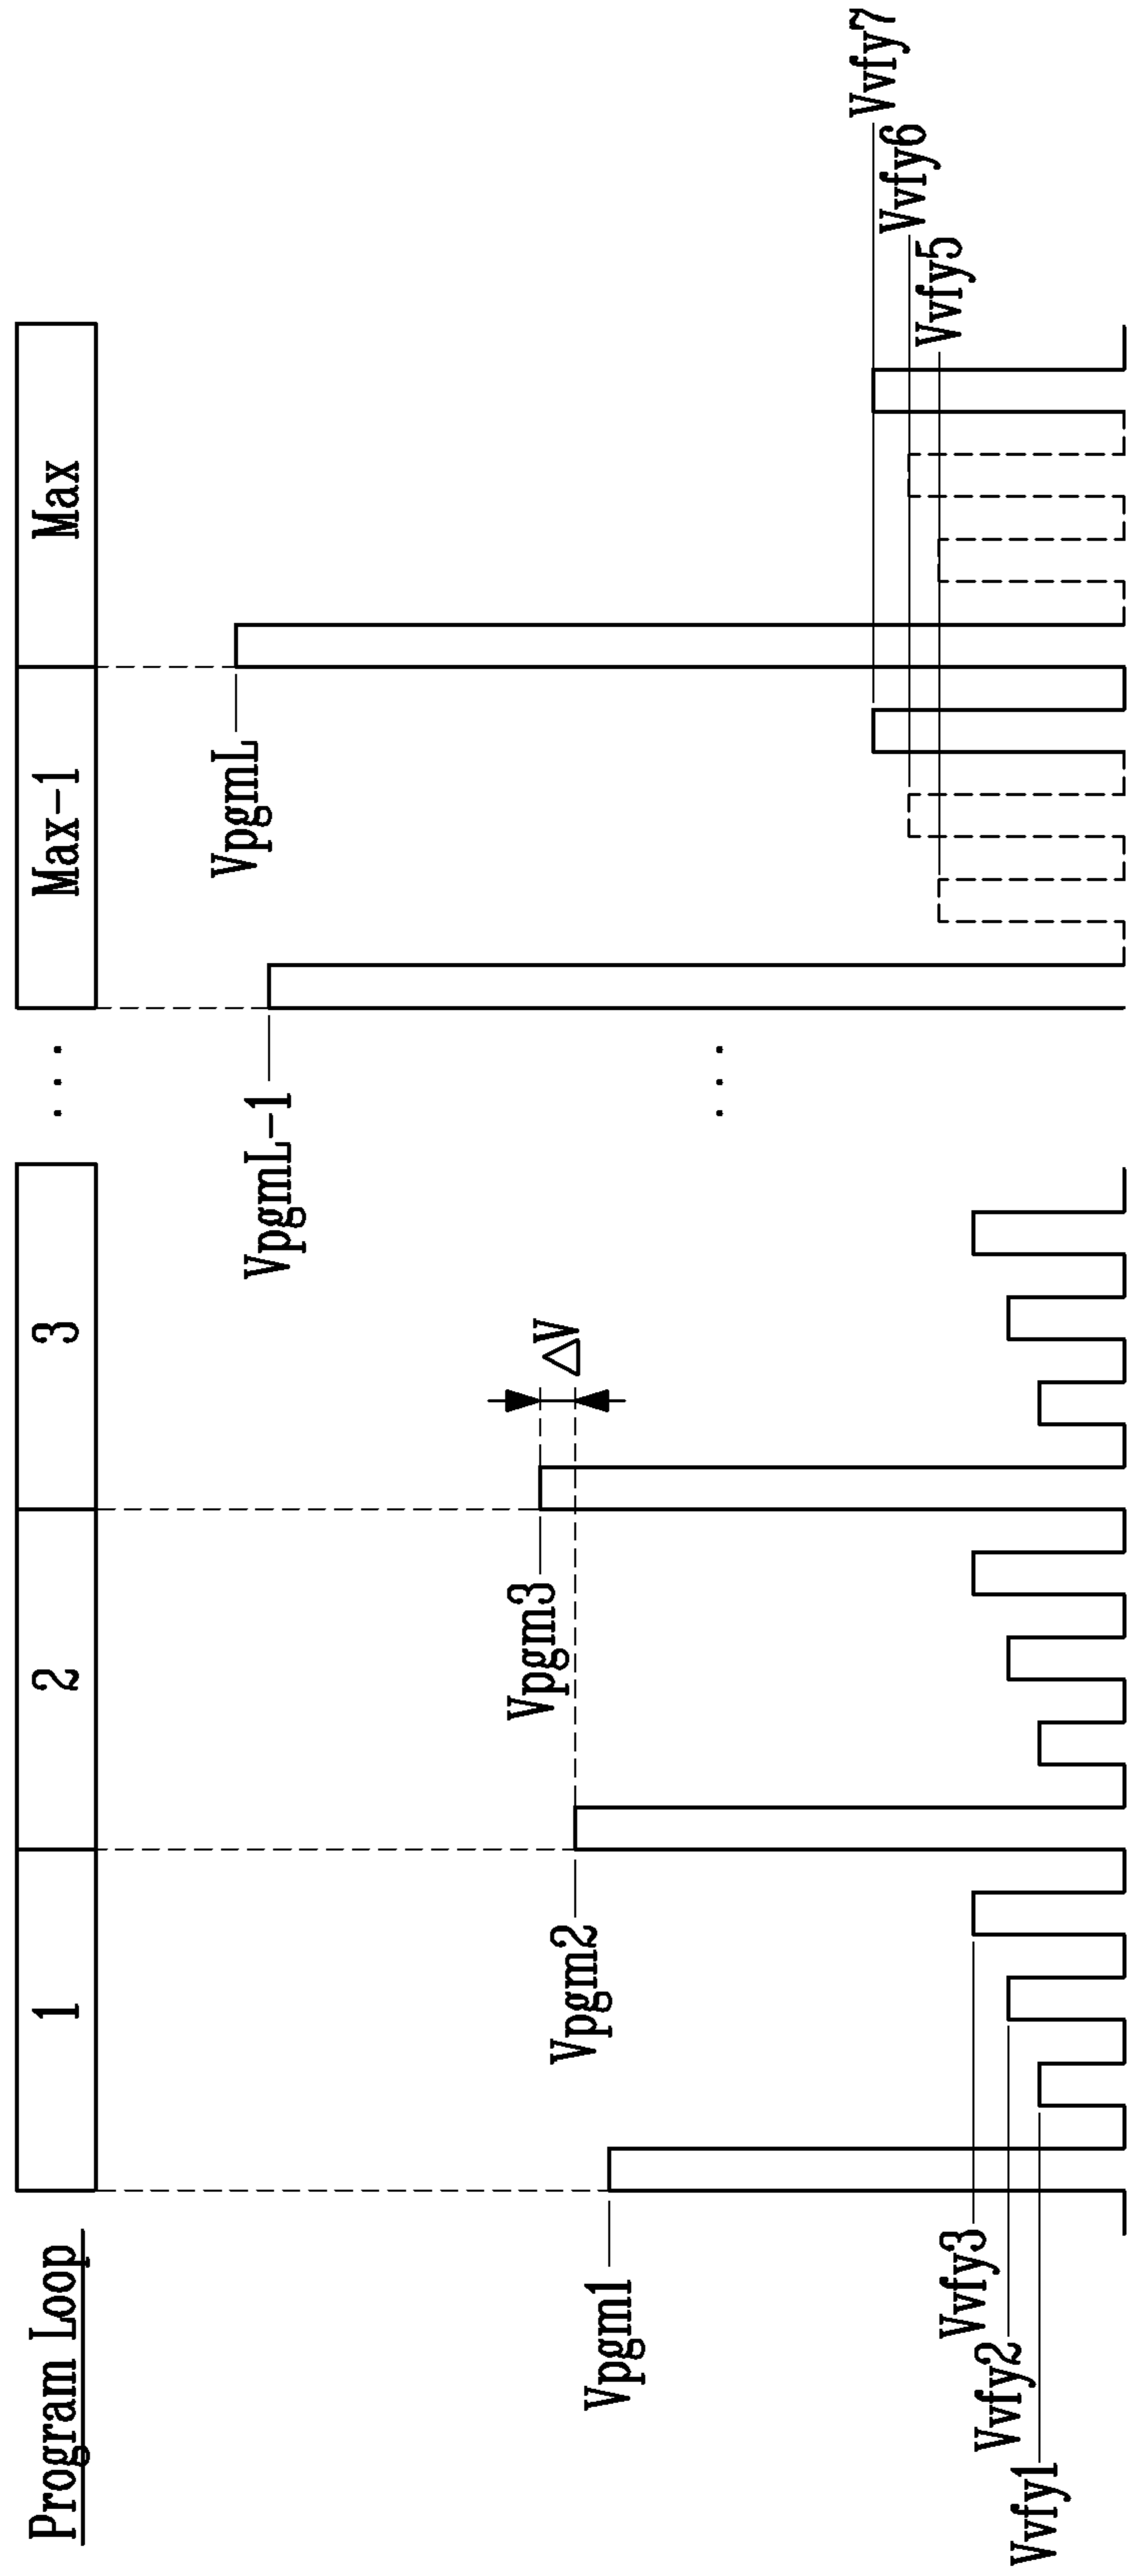 Program Loop
1
2
3
...
Max-1
Max
VpgmL
VpgmL-1
Vpgm3
△V
Vpgm2
Vpgm1
...
Vvfy7
Vvfy6
Vvfy5
Vvfy3
Vvfy2
Vvfy1